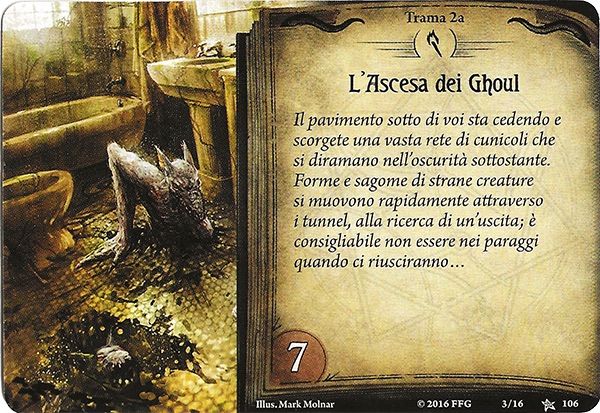 Trama 2a
L'Ascesa dei Ghoul
Il pavimento sotto di voi sta cedendo e
scorgete una vasta rete di cunicoli che
si diramano nell'oscurità sottostante.
Forme e sagome di strane creature
si muovono rapidamente attraverso
i tunnel, alla ricerca di un'uscita; è
consigliabile non essere nei paraggi
quando ci riusciranno…
7
Illus. Mark Molnar © 2016 FFG 3/16 106